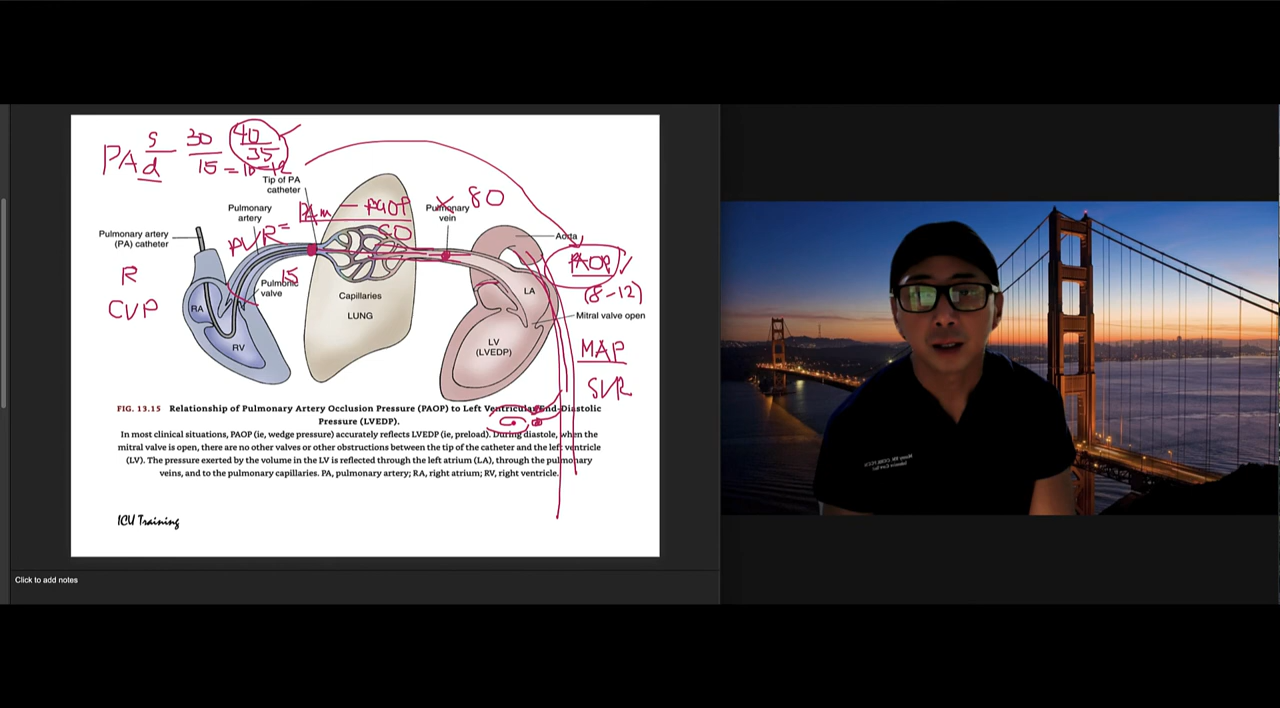 PA s/d 30/15 40/35
= 10-12
Tip of PA
catheter
Pulmonary
artery
PAm - PAOP
CO
x 80
PVR =
Pulmonary
vein
Pulmonary artery
(PA) catheter
Aorta
PAOP
(8-12)
R
CVP
15
Pulmonic
valve
RA
RV
Capillaries
LUNG
LA
Mitral valve open
LV
(LVEDP)
MAP
SVR
FIG. 13.15 Relationship of Pulmonary Artery Occlusion Pressure (PAOP) to Left Ventricular End-Diastolic
Pressure (LVEDP).
In most clinical situations, PAOP (ie, wedge pressure) accurately reflects LVEDP (ie, preload). During diastole, when the
mitral valve is open, there are no other valves or other obstructions between the tip of the catheter and the left ventricle
(LV). The pressure exerted by the volume in the LV is reflected through the left atrium (LA), through the pulmonary
veins, and to the pulmonary capillaries. PA, pulmonary artery; RA, right atrium; RV, right ventricle.
ICU Training
Click to add notes